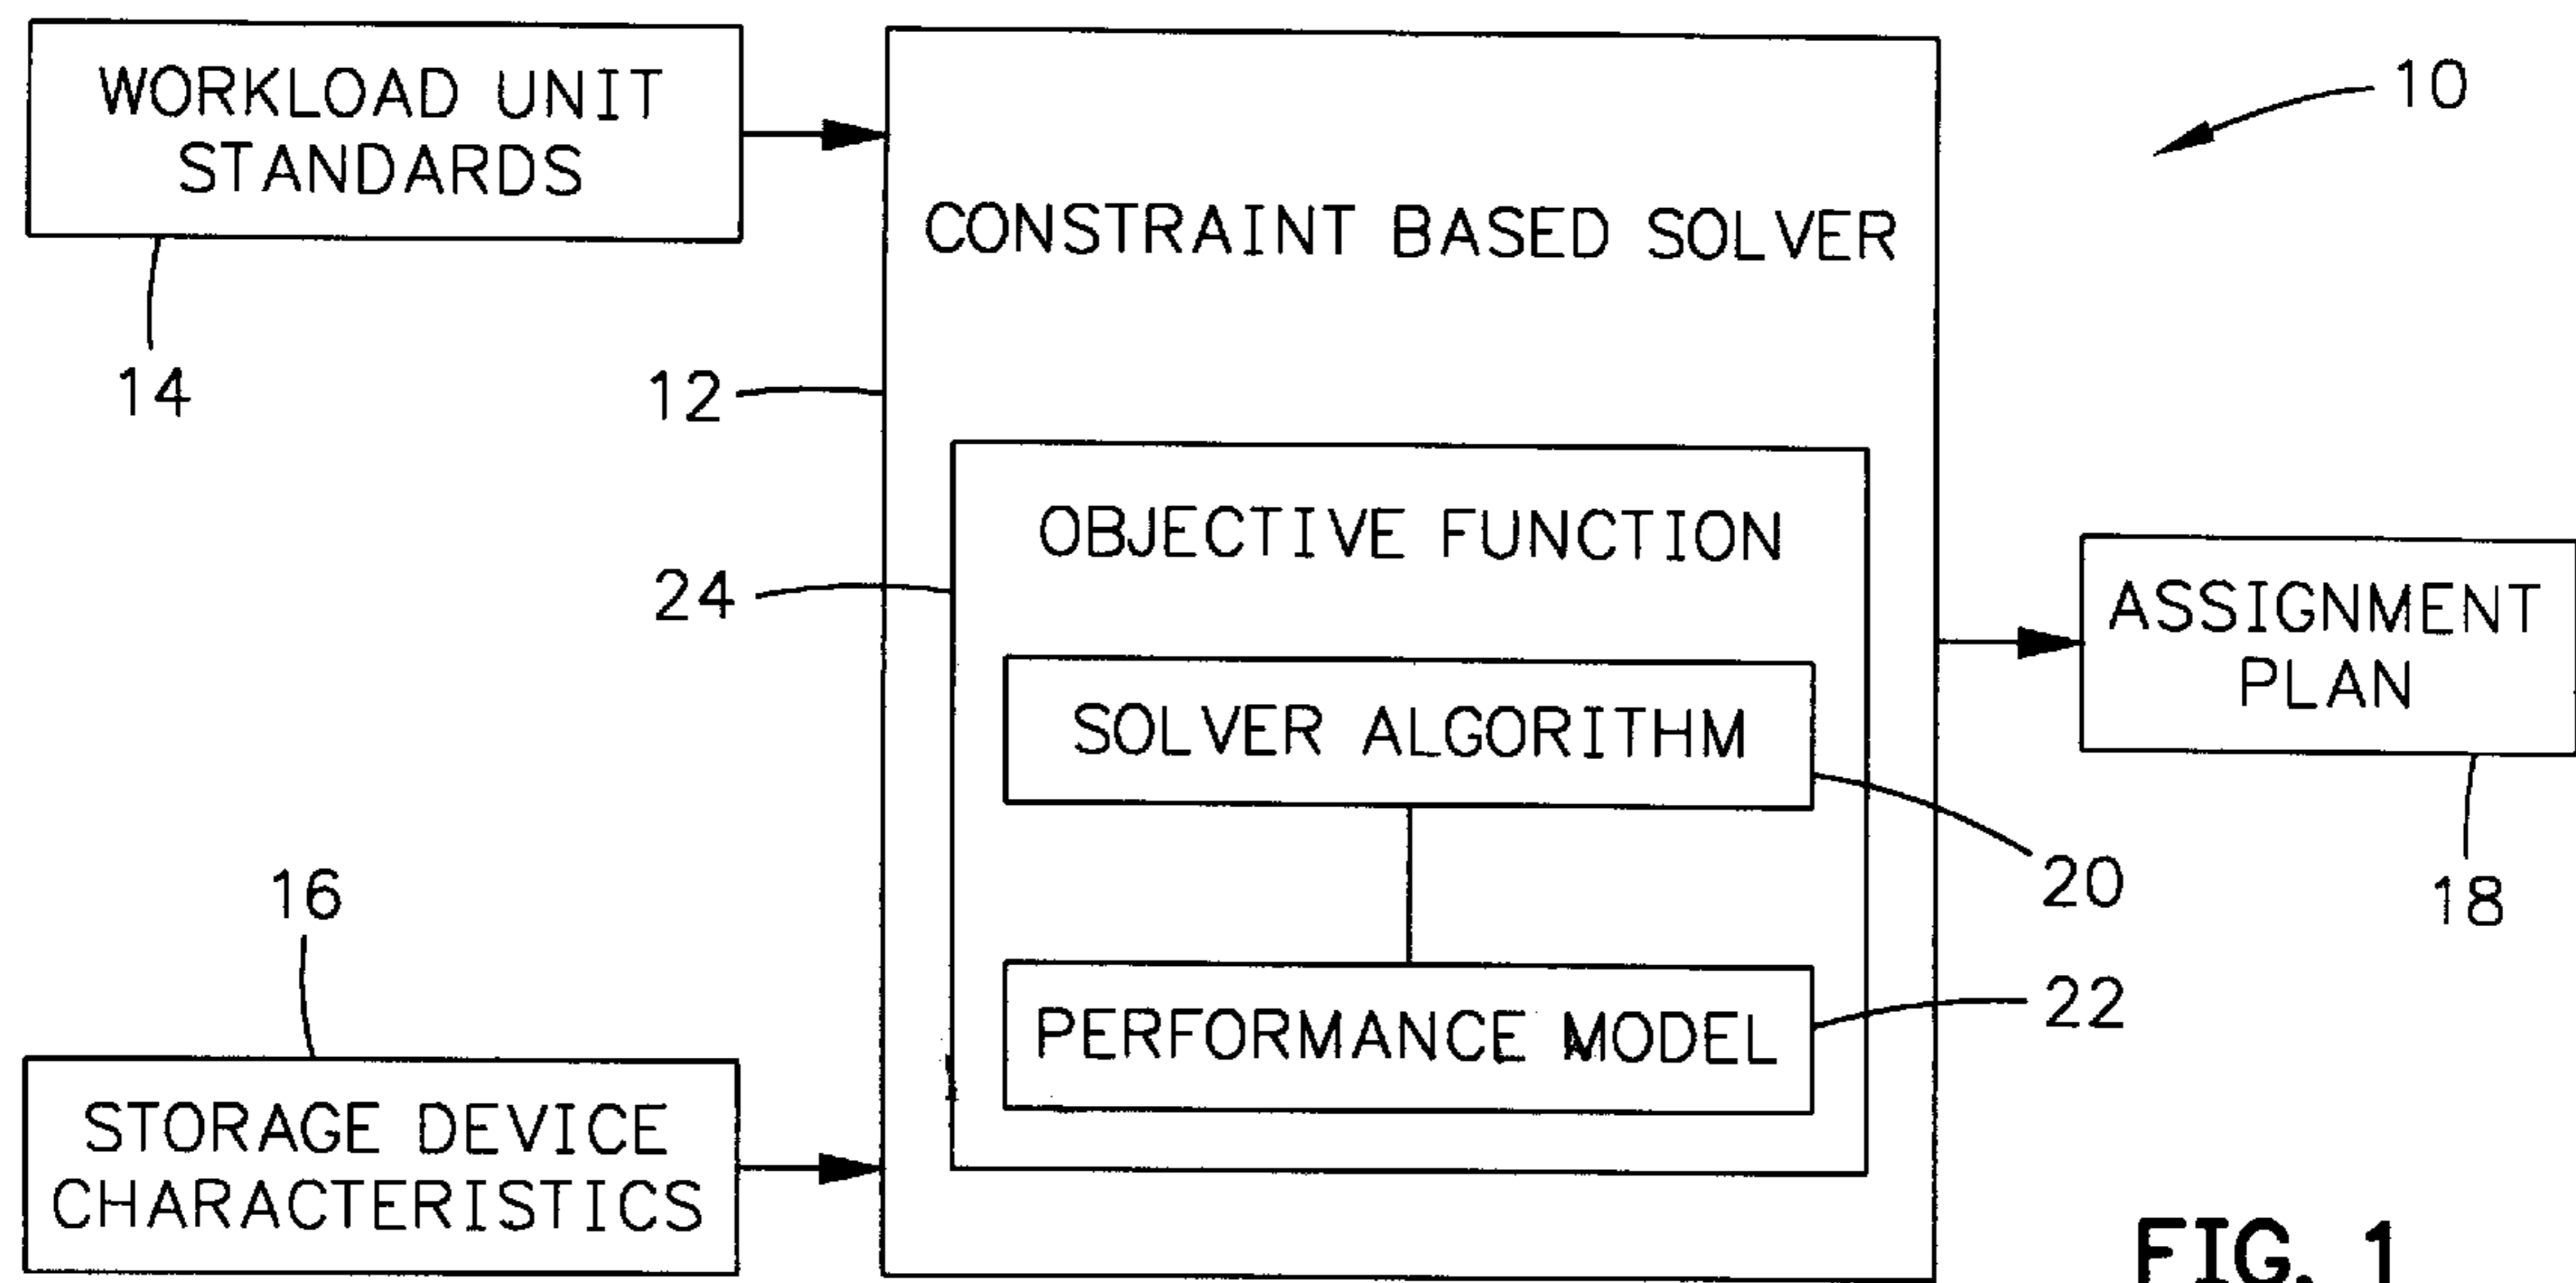 WORKLOAD UNIT
STANDARDS
14
10
CONSTRAINT BASED SOLVER
12
OBJECTIVE FUNCTION
24
SOLVER ALGORITHM
20
PERFORMANCE MODEL
22
ASSIGNMENT
PLAN
18
16
STORAGE DEVICE
CHARACTERISTICS
FIG. 1